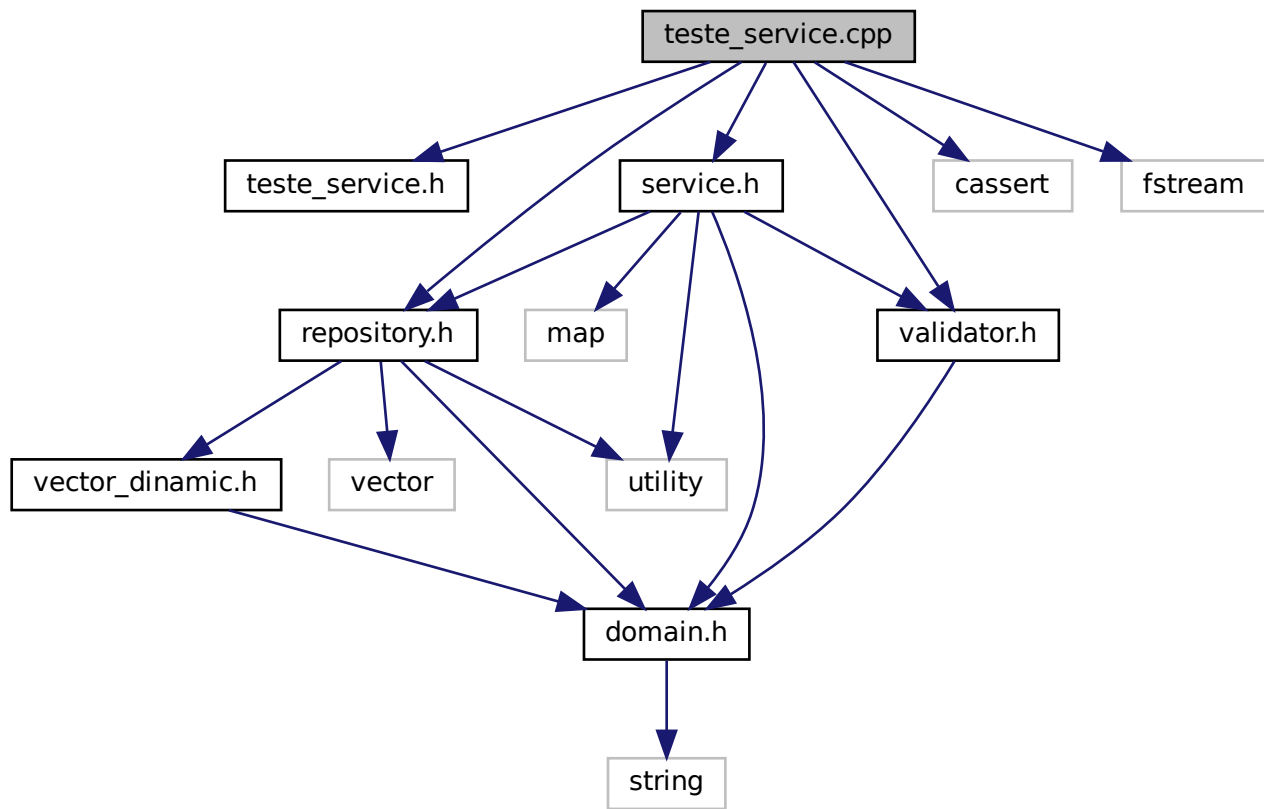 teste_service.cpp
teste_service.h
service.h
cassert
fstream
repository.h
map
validator.h
vector_dinamic.h
vector
utility
domain.h
string